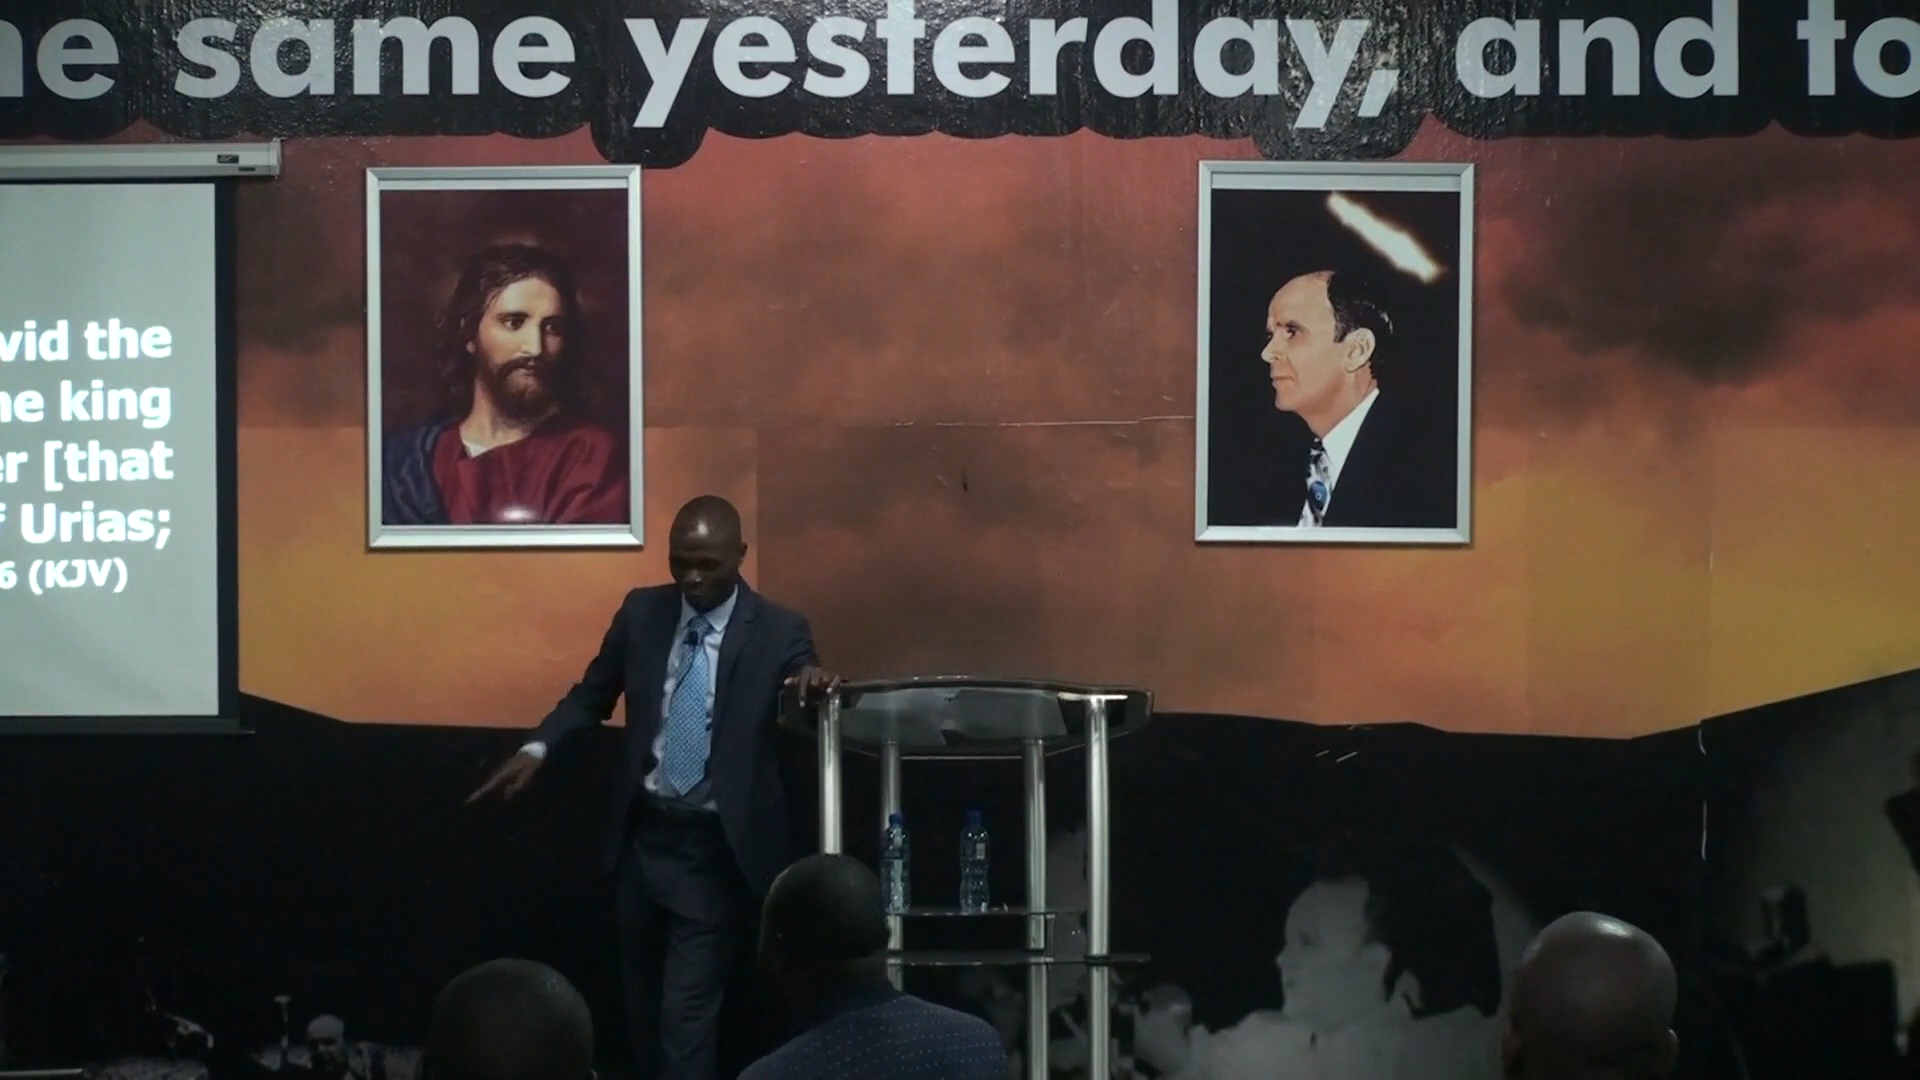 he same yesterday, and to
vid the
he king
er [that
f Urias;
6 (KJV)